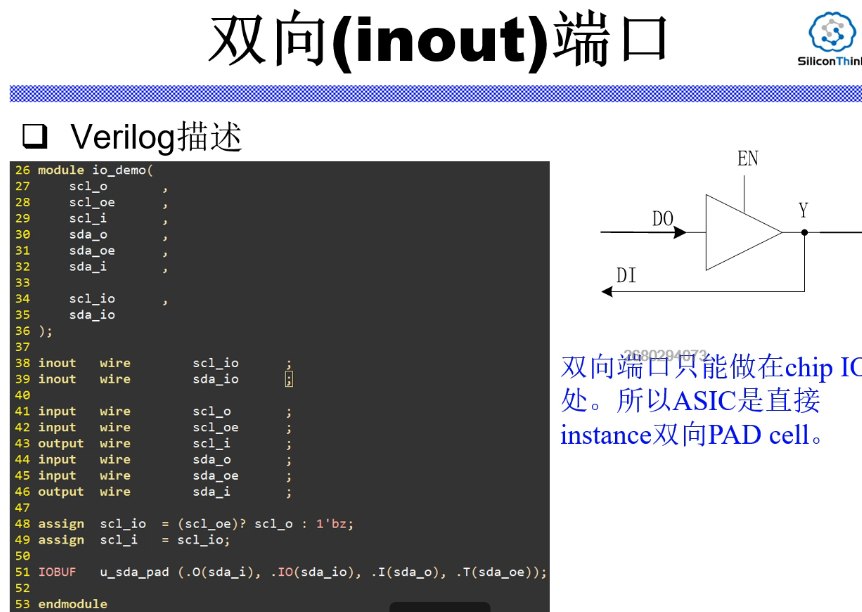 双向(inout)端口
SiliconThin
❑ Verilog描述
26 module io_demo(
27     scl_o       ,
28     scl_oe      ,
29     scl_i       ,
30     sda_o       ,
31     sda_oe      ,
32     sda_i       ,
33
34     scl_io      ,
35     sda_io
36 );
37
38 inout   wire        scl_io      ;
39 inout   wire        sda_io      ;
40
41 input   wire        scl_o       ;
42 input   wire        scl_oe      ;
43 output  wire        scl_i       ;
44 input   wire        sda_o       ;
45 input   wire        sda_oe      ;
46 output  wire        sda_i       ;
47
48 assign  scl_io  = (scl_oe)? scl_o : 1'bz;
49 assign  scl_i   = scl_io;
50
51 IOBUF   u_sda_pad (.O(sda_i), .IO(sda_io), .I(sda_o), .T(sda_oe));
52
53 endmodule
EN
DO
Y
DI
2680294073
双向端口只能做在chip IO
处。所以ASIC是直接
instance双向PAD cell。